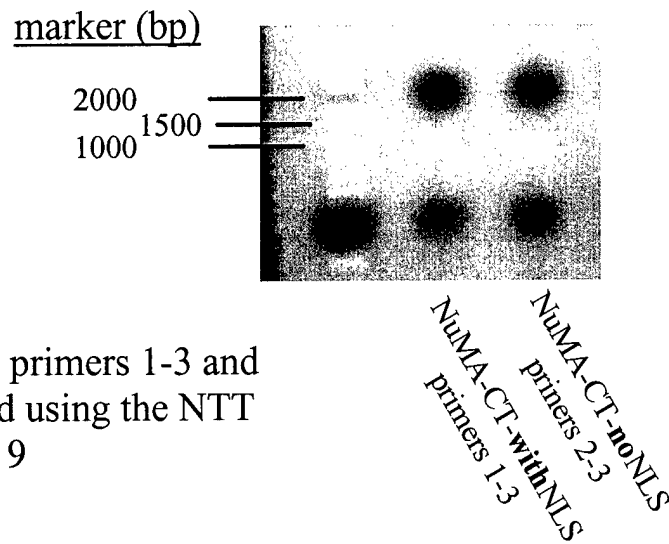 marker (bp)
2000
1500
1000
primers 1-3 and
d using the NTT
9
NuMA-CT-withNLS
primers 1-3
NuMA-CT-noNLS
priners 2-3